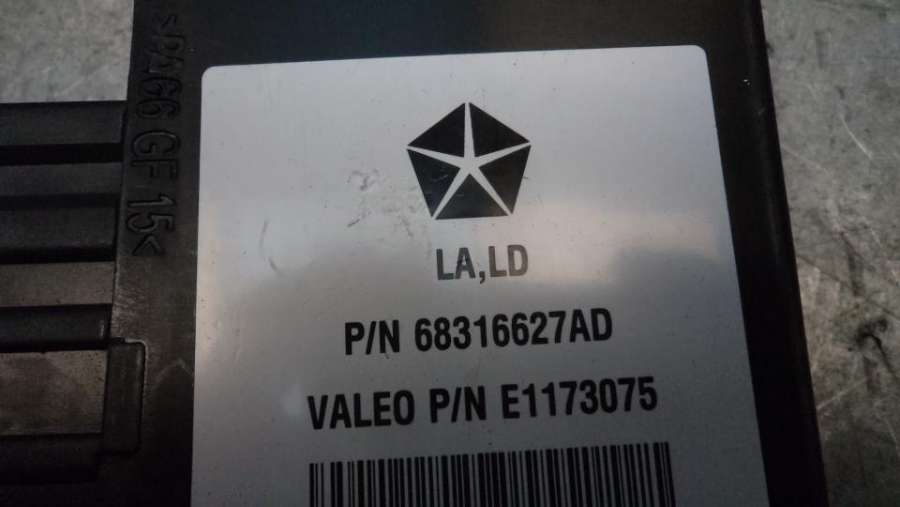 >PA66 GF 15<
LA,LD
P/N 68316627AD
VALEO P/N E1173075